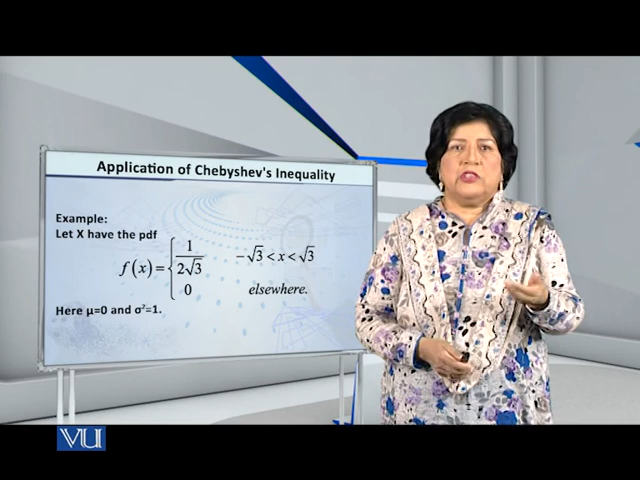 Application of Chebyshev's Inequality
Example:
Let X have the pdf
f(x) = { 1/(2√3)   −√3 < x < √3
0   elsewhere.
Here μ=0 and σ²=1.
VU